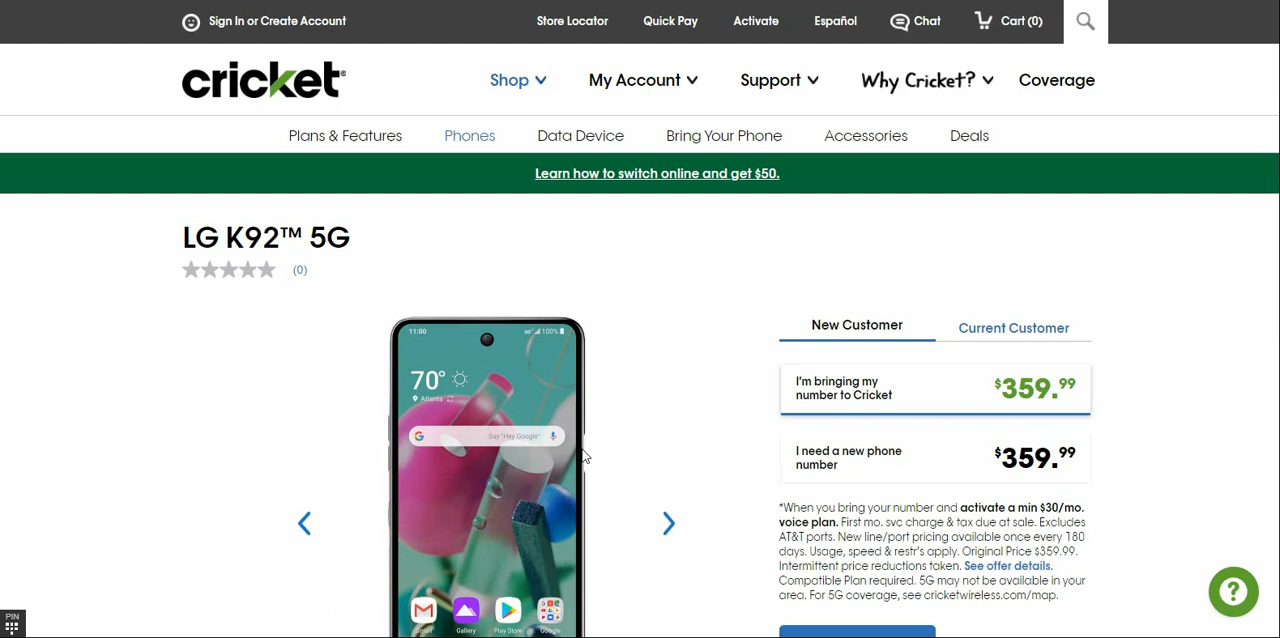 Sign In or Create Account
Store Locator
Quick Pay
Activate
Español
Chat
Cart (0)
cricket
Shop
My Account
Support
Why Cricket?
Coverage
Plans & Features
Phones
Data Device
Bring Your Phone
Accessories
Deals
Learn how to switch online and get $50.
LG K92™ 5G
(0)
11:00
100%
70°
Atlanta
Say "Hey Google"
Gallery
Play Store
Google
New Customer
Current Customer
I'm bringing my
number to Cricket
$359.99
I need a new phone
number
$359.99
*When you bring your number and activate a min $30/mo.
voice plan. First mo. svc charge & tax due at sale. Excludes
AT&T ports. New line/port pricing available once every 180
days. Usage, speed & restr's apply. Original Price $359.99.
Intermittent price reductions taken. See offer details.
Compatible Plan required. 5G may not be available in your
area. For 5G coverage, see cricketwireless.com/map.
?
PIN